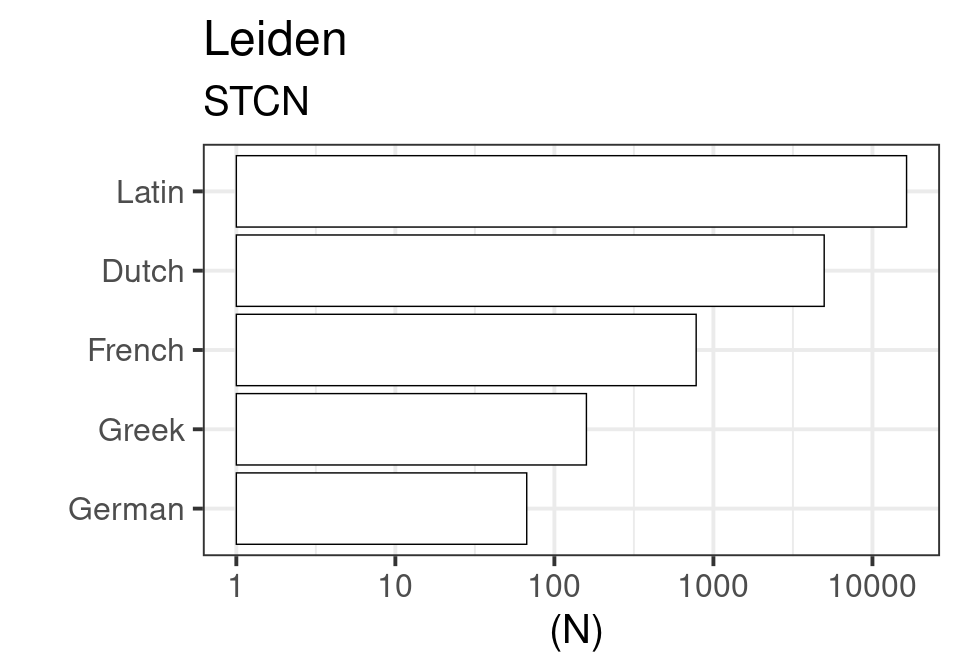 Leiden
STCN
Latin
Dutch
French
Greek
German
1 10 100 1000 10000
(N)